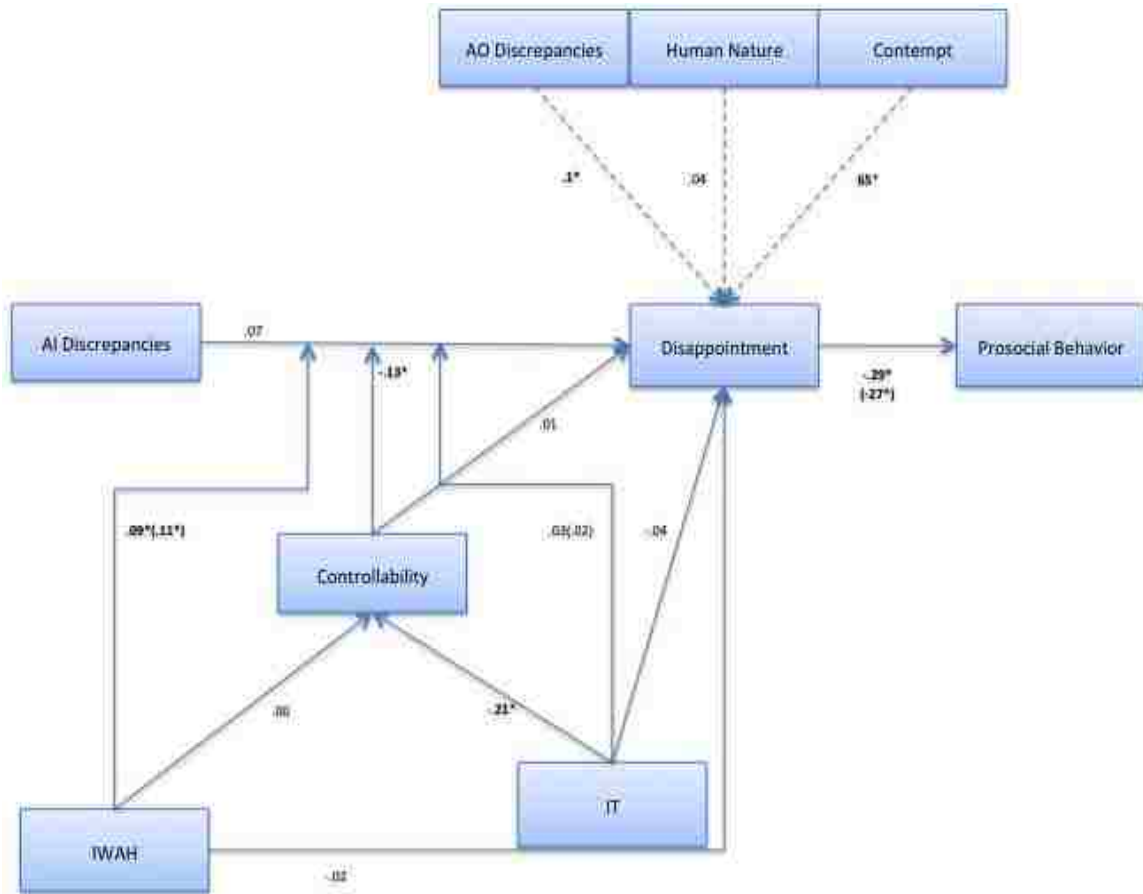 AO Discrepancies
Human Nature
Contempt
.1*
.04
65*
AI Discrepancies
.07
Disappointment
Prosocial Behavior
-.13*
-.29*
(-27*)
.01
.09*(.11*)
.03(.02)
-.04
Controllability
-.21*
IT
IWAH
-.02